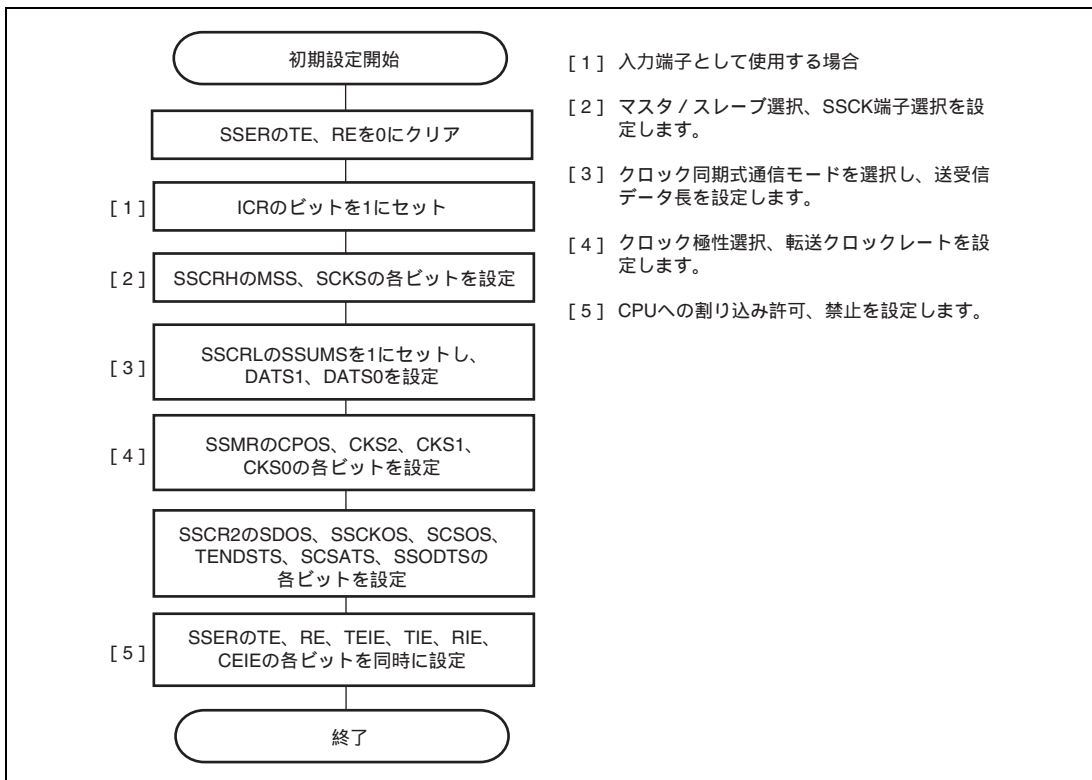 初期設定開始
SSERのTE、REを0にクリア
[ 1 ]
ICRのビットを1にセット
[ 2 ]
SSCRHのMSS、SCKSの各ビットを設定
[ 3 ]
SSCRLのSSUMSを1にセットし、
DATS1、DATS0を設定
[ 4 ]
SSMRのCPOS、CKS2、CKS1、
CKS0の各ビットを設定
SSCR2のSDOS、SSCKOS、SCSOS、
TENDSTS、SCSATS、SSODTSの
各ビットを設定
[ 5 ]
SSERのTE、RE、TEIE、TIE、RIE、
CEIEの各ビットを同時に設定
終了
[ 1 ] 入力端子として使用する場合
[ 2 ] マスタ / スレーブ選択、SSCK端子選択を設
定します。
[ 3 ] クロック同期式通信モードを選択し、送受信
データ長を設定します。
[ 4 ] クロック極性選択、転送クロックレートを設
定します。
[ 5 ] CPUへの割り込み許可、禁止を設定します。